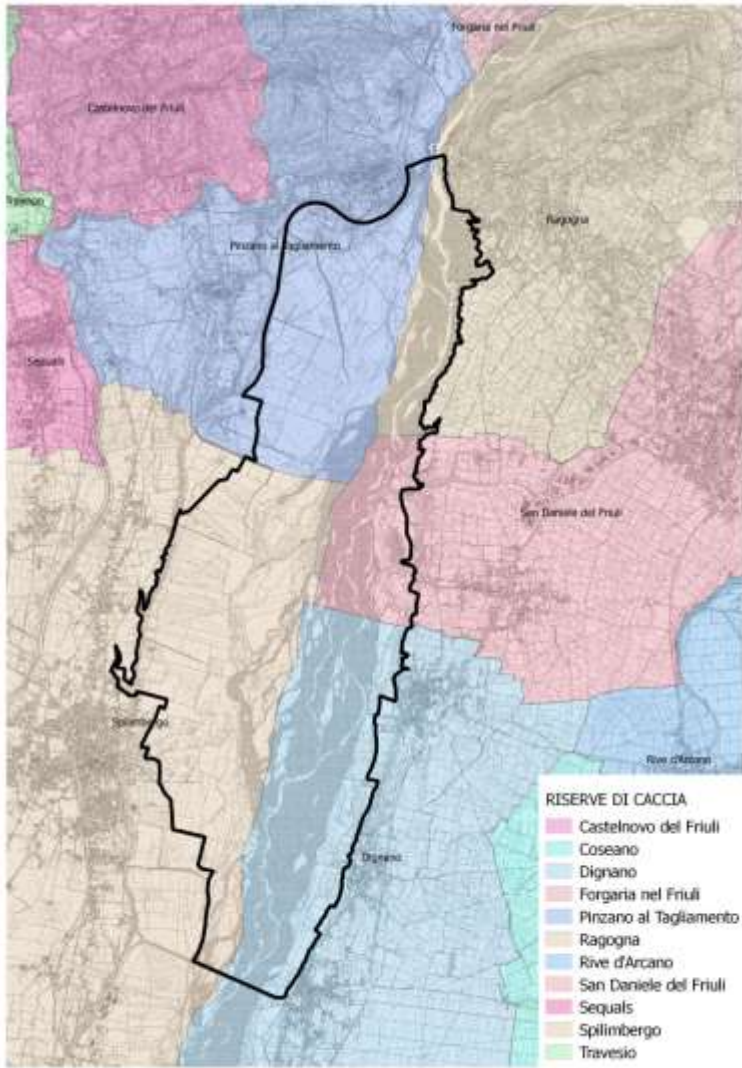 Forgaria nel Friuli
Castelnovo del Friuli
Travesio
Ragogna
Pinzano al Tagliamento
Sequals
San Daniele del Friuli
Spilimbergo
Rive d'Arcano
Dignano
RISERVE DI CACCIA
Castelnovo del Friuli
Coseano
Dignano
Forgaria nel Friuli
Pinzano al Tagliamento
Ragogna
Rive d'Arcano
San Daniele del Friuli
Sequals
Spilimbergo
Travesio